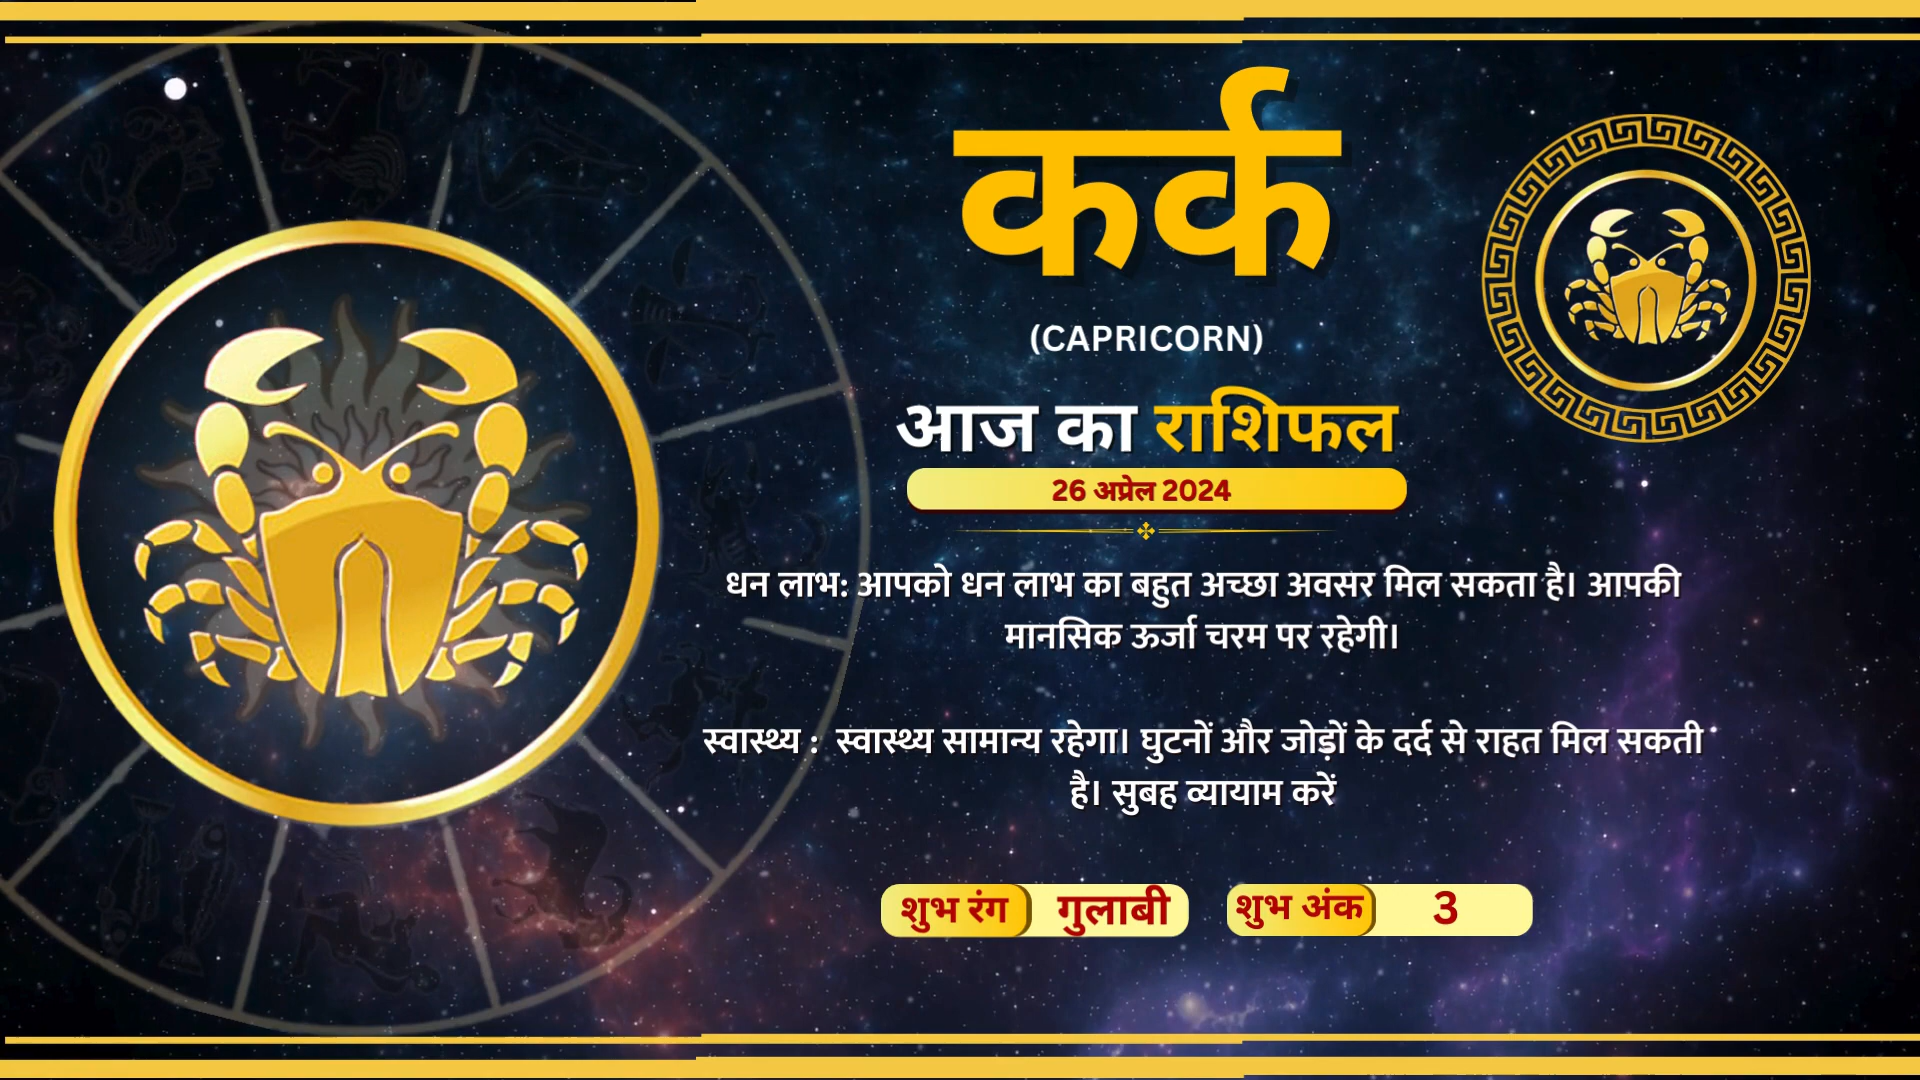 कर्क
(CAPRICORN)
आज का राशिफल
26 अप्रेल 2024
धन लाभ: आपको धन लाभ का बहुत अच्छा अवसर मिल सकता है। आपकी
मानसिक ऊर्जा चरम पर रहेगी।
स्वास्थ्य : स्वास्थ्य सामान्य रहेगा। घुटनों और जोड़ों के दर्द से राहत मिल सकती
है। सुबह व्यायाम करें
शुभ रंग गुलाबी शुभ अंक 3